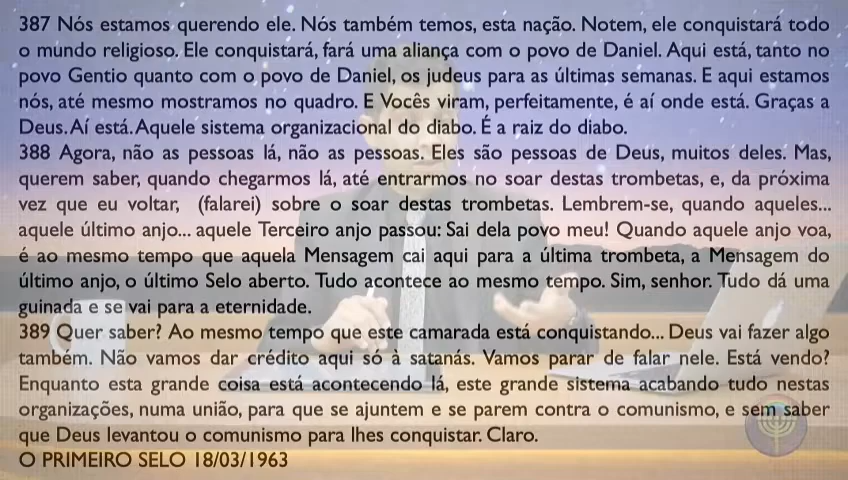 387 Nós estamos querendo ele. Nós também temos, esta nação. Notem, ele conquistará todo
o mundo religioso. Ele conquistará, fará uma aliança com o povo de Daniel. Aqui está, tanto no
povo Gentio quanto com o povo de Daniel, os judeus para as últimas semanas. E aqui estamos
nós, até mesmo mostramos no quadro. E Vocês viram, perfeitamente, é aí onde está. Graças a
Deus. Aí está. Aquele sistema organizacional do diabo. É a raiz do diabo.
388 Agora, não as pessoas lá, não as pessoas. Eles são pessoas de Deus, muitos deles. Mas,
querem saber, quando chegarmos lá, até entrarmos no soar destas trombetas, e, da próxima
vez que eu voltar, (falarei) sobre o soar destas trombetas. Lembrem-se, quando aqueles...
aquele último anjo... aquele Terceiro anjo passou: Sai dela povo meu! Quando aquele anjo voa,
é ao mesmo tempo que aquela Mensagem cai aqui para a última trombeta, a Mensagem do
último anjo, o último Selo aberto. Tudo acontece ao mesmo tempo. Sim, senhor. Tudo dá uma
guinada e se vai para a eternidade.
389 Quer saber? Ao mesmo tempo que este camarada está conquistando... Deus vai fazer algo
também. Não vamos dar crédito aqui só à satanás. Vamos parar de falar nele. Está vendo?
Enquanto esta grande coisa está acontecendo lá, este grande sistema acabando tudo nestas
organizações, numa união, para que se ajuntem e se parem contra o comunismo, e sem saber
que Deus levantou o comunismo para lhes conquistar. Claro.
O PRIMEIRO SELO 18/03/1963